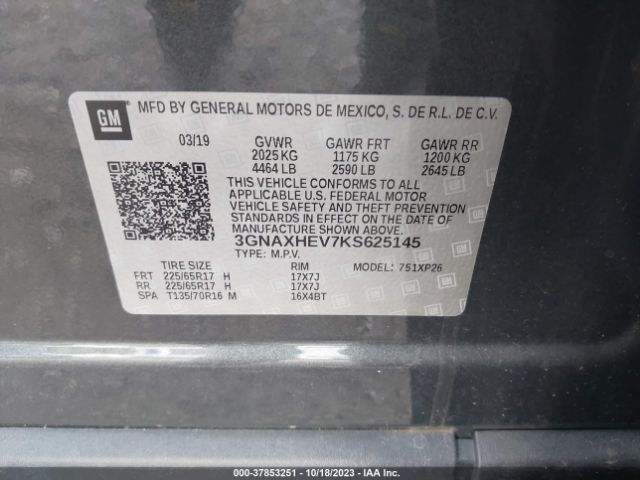 GM
MFD BY GENERAL MOTORS DE MEXICO, S. DE R.L. DE C.V.
03/19 GVWR GAWR FRT GAWR RR
2025 KG 1175 KG 1200 KG
4464 LB 2590 LB 2645 LB
THIS VEHICLE CONFORMS TO ALL
APPLICABLE U.S. FEDERAL MOTOR
VEHICLE SAFETY AND THEFT PREVENTION
STANDARDS IN EFFECT ON THE DATE OF
MANUFACTURE SHOWN ABOVE.
3GNAXHEV7KS625145
TYPE: M.P.V.
TIRE SIZE RIM MODEL: 751XP26
FRT 225/65R17 H 17X7J
RR 225/65R17 H 17X7J
SPA T135/70R16 M 16X4BT
000-37853251 | 10/18/2023 | IAA Inc.